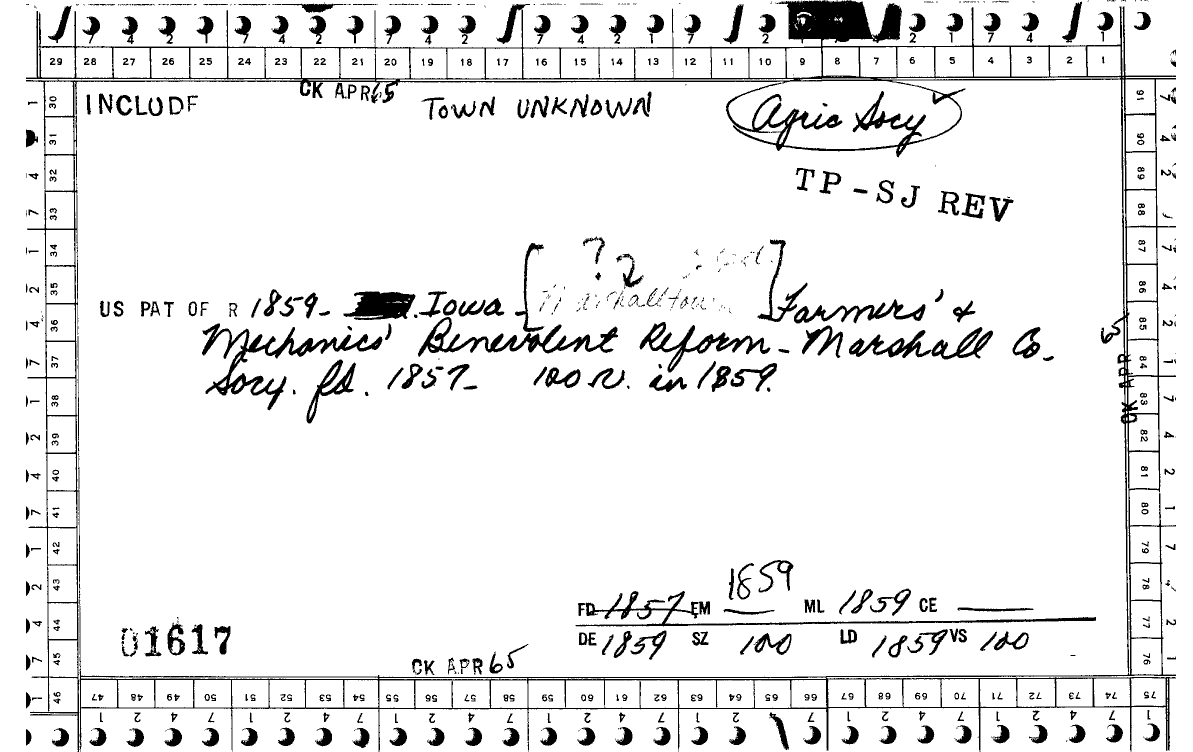 7 4 2 1 7 4 2 1 7 4 2 7 4 2 1 7 2 7 4 2 1 7 4 2 1
29 28 27 26 25 24 23 22 21 20 19 18 17 16 15 14 13 12 11 10 9 8 7 6 5 4 3 2 1
INCLUDE CK APR 65 TOWN UNKNOWN Agric Socy ✓
TP-SJ REV
[ ? 2
US PAT OF R 1859- Iowa - Marshalltown ] Farmers' &
Mechanics' Benevolent Reform - Marshall Co.
Socy. fd. 1857- 100 v. in 1859.
1859
FD 1857 EM ML 1859 CE
DE 1859 SZ 100 LD 1859 VS 100
01617
CK APR 65
30 31 32 33 34 35 36 37 38 39 40 41 42 43 44 45 46
91 90 89 88 87 86 85 84 83 82 81 80 79 78 77 76
CK APR 65
47 48 49 50 51 52 53 54 55 56 57 58 59 60 61 62 63 64 65 66 67 68 69 70 71 72 73 74 75
1 2 4 7 1 2 4 7 1 2 4 7 1 2 4 7 1 2 4 7 1 2 4 7 1 2 4 7